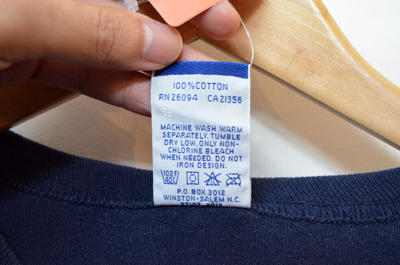 100% COTTON
RN 26094 CA 21356
MACHINE WASH WARM
SEPARATELY. TUMBLE
DRY LOW. ONLY NON-
CHLORINE BLEACH
WHEN NEEDED. DO NOT
IRON DESIGN.
P.O. BOX 3012
WINSTON-SALEM N.C.